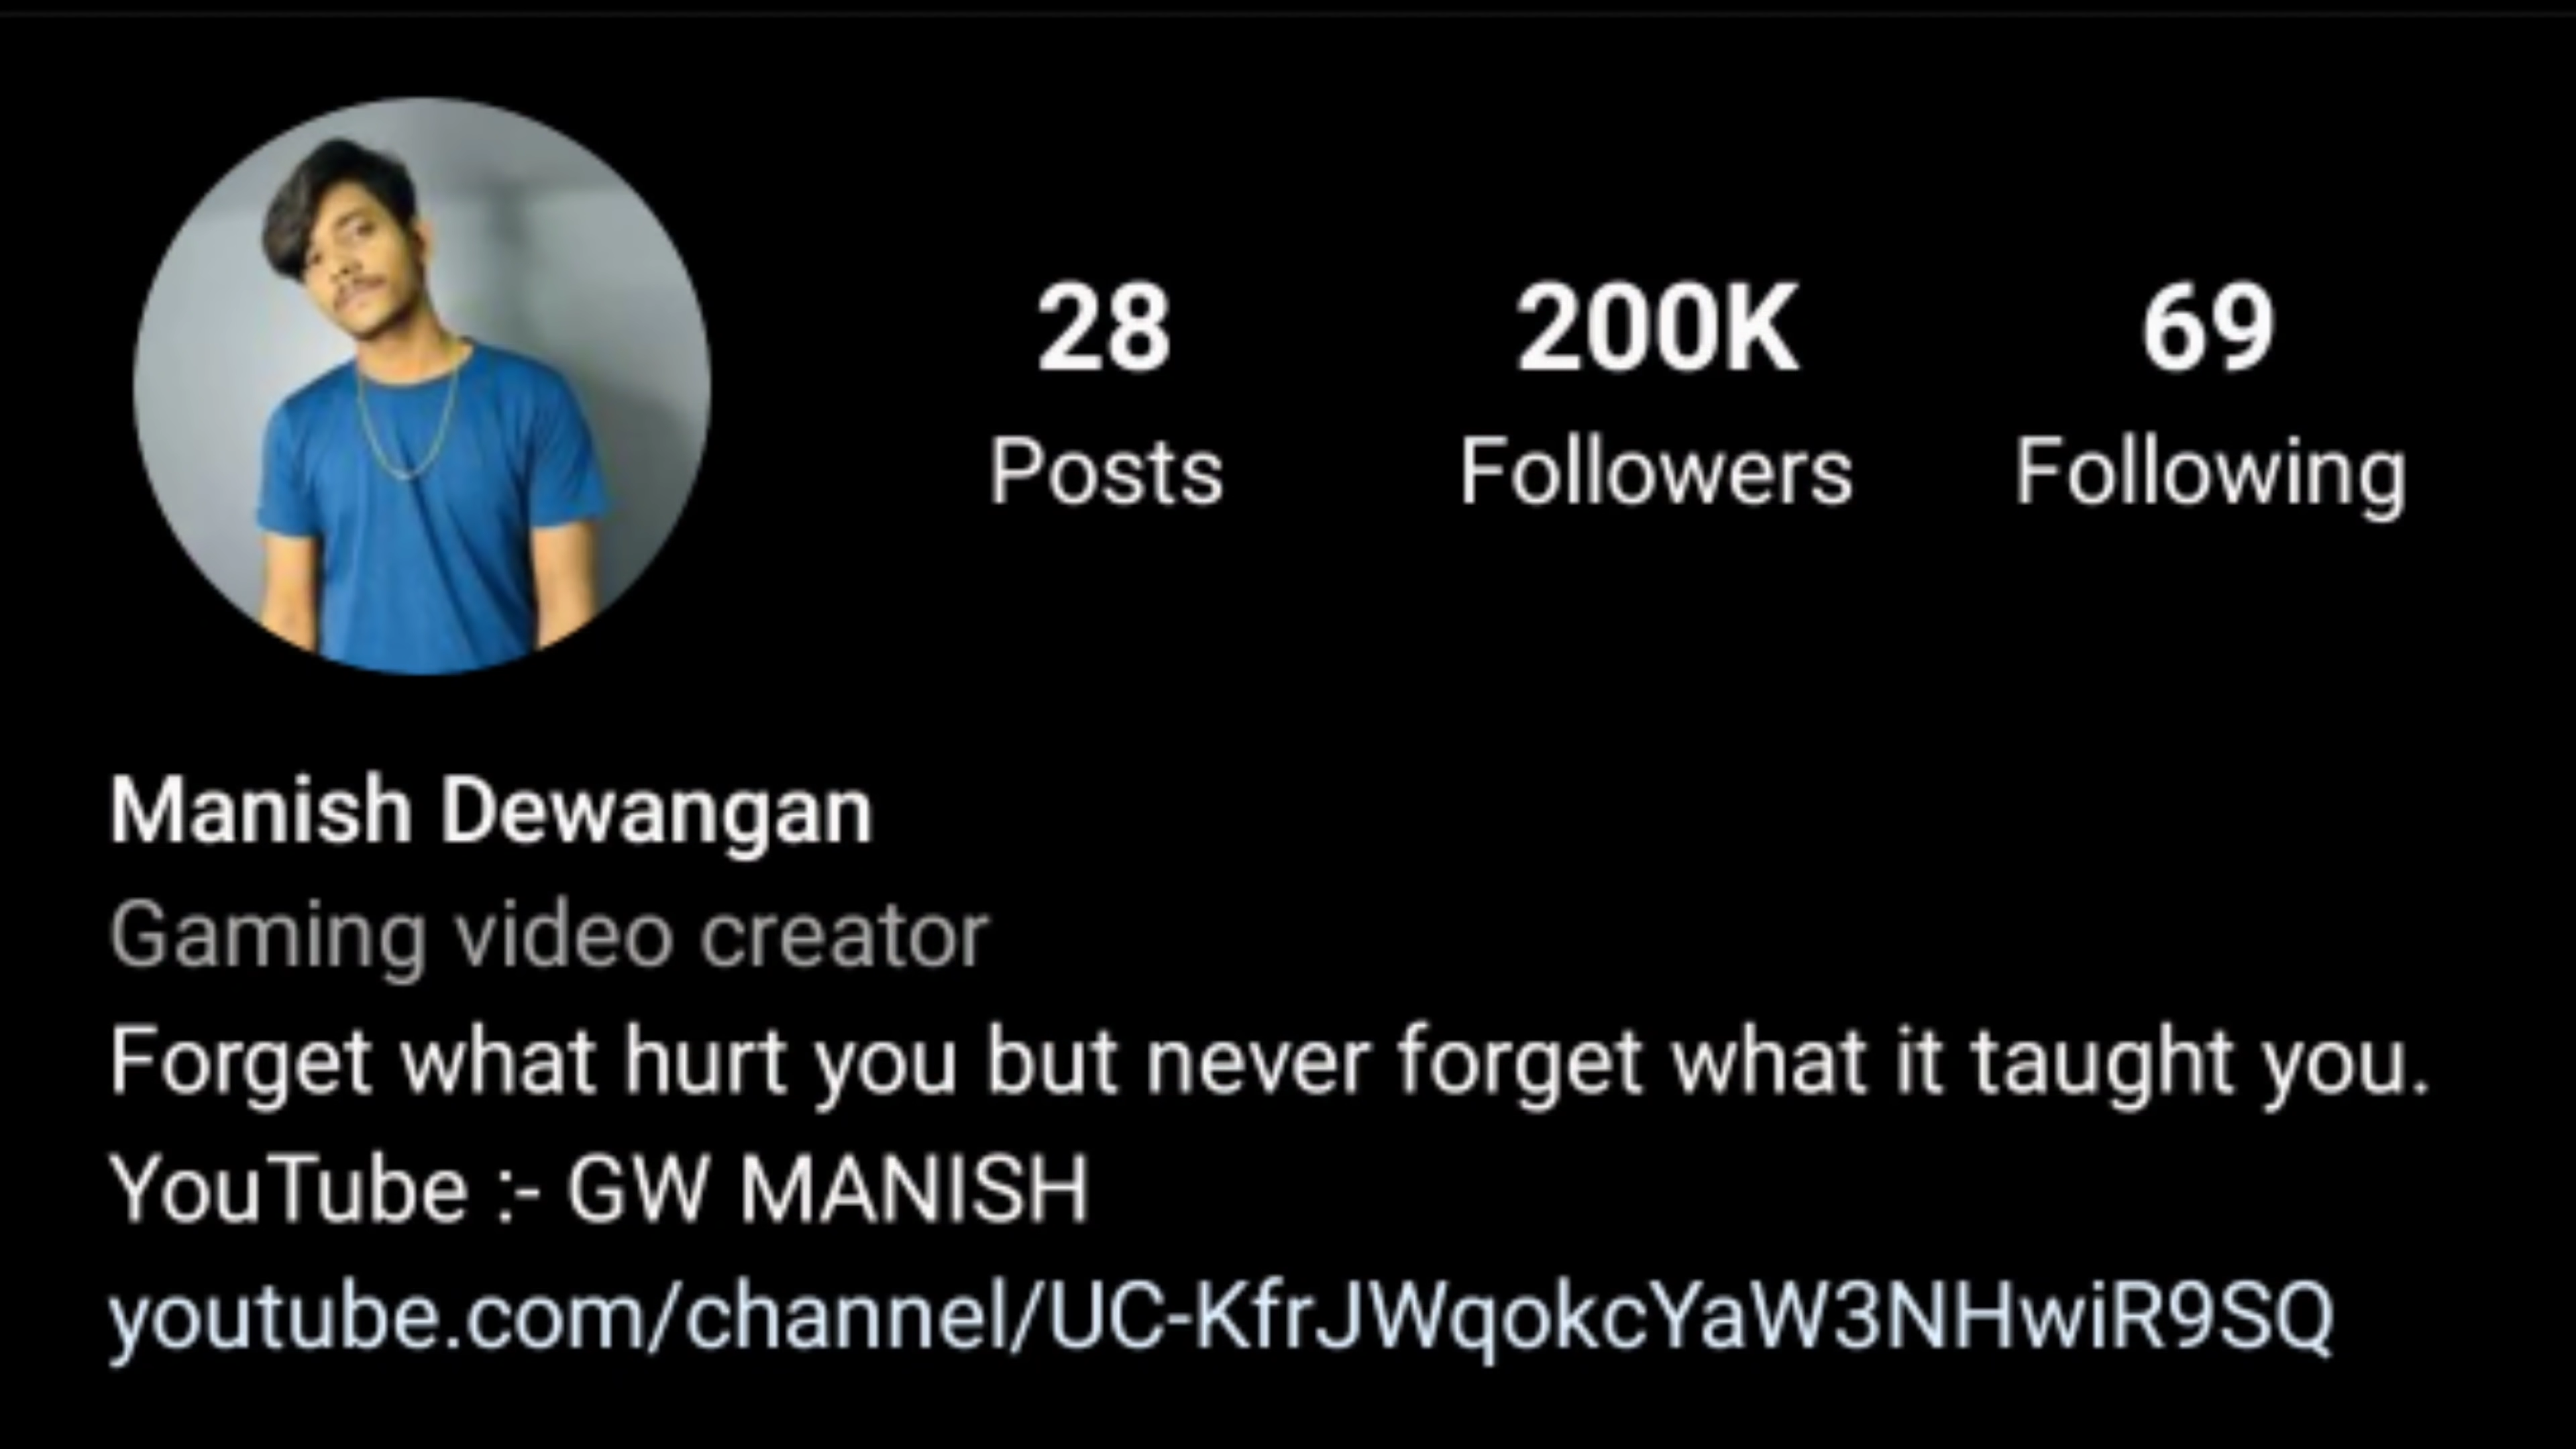 28 200K 69
Posts Followers Following
Manish Dewangan
Gaming video creator
Forget what hurt you but never forget what it taught you.
YouTube :- GW MANISH
youtube.com/channel/UC-KfrJWqokcYaW3NHwiR9SQ